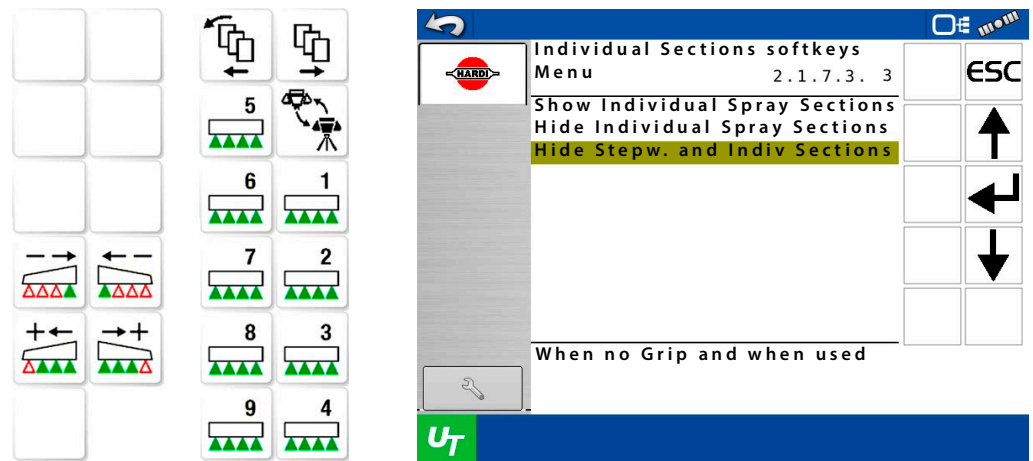 5
6
1
7
2
8
3
9
4
HARDI
Individual Sections softkeys
Menu
2.1.7.3. 3
ESC
Show Individual Spray Sections
Hide Individual Spray Sections
Hide Stepw. and Indiv Sections
When no Grip and when used
UT